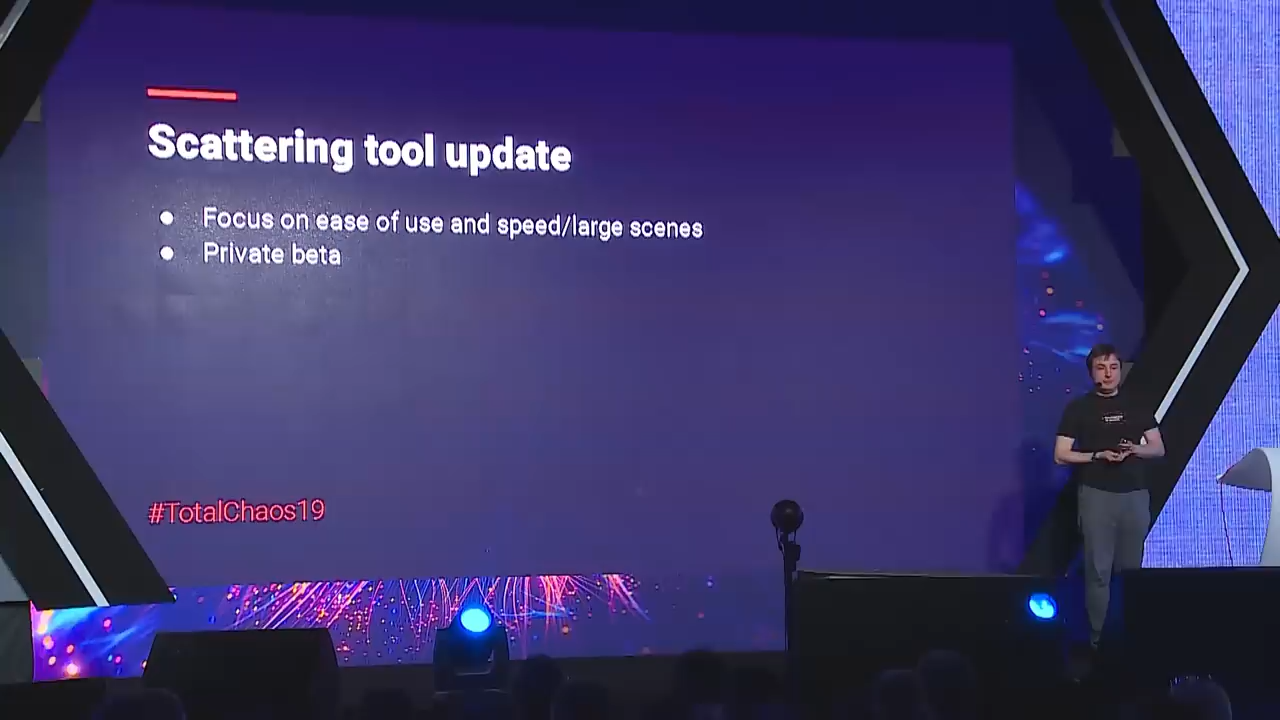 Scattering tool update
● Focus on ease of use and speed/large scenes
● Private beta
#TotalChaos19